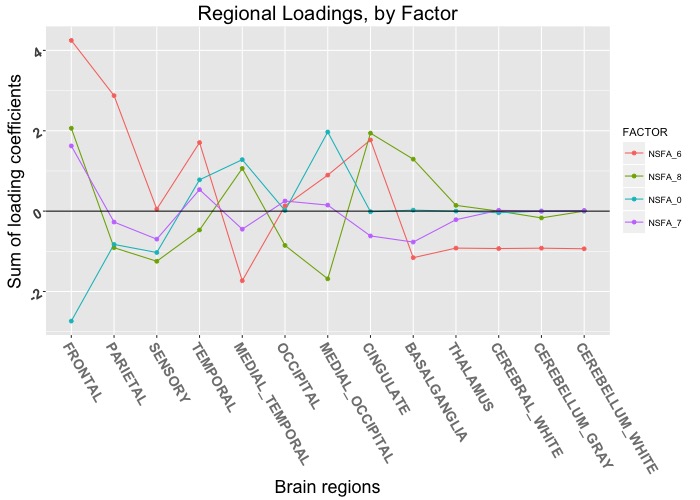 Regional Loadings, by Factor
Sum of loading coefficients
4
2
0
-2
FRONTAL
PARIETAL
SENSORY
TEMPORAL
MEDIAL_TEMPORAL
OCCIPITAL
MEDIAL_OCCIPITAL
CINGULATE
BASALGANGLIA
THALAMUS
CEREBRAL_WHITE
CEREBELLUM_GRAY
CEREBELLUM_WHITE
Brain regions
FACTOR
NSFA_6
NSFA_8
NSFA_0
NSFA_7